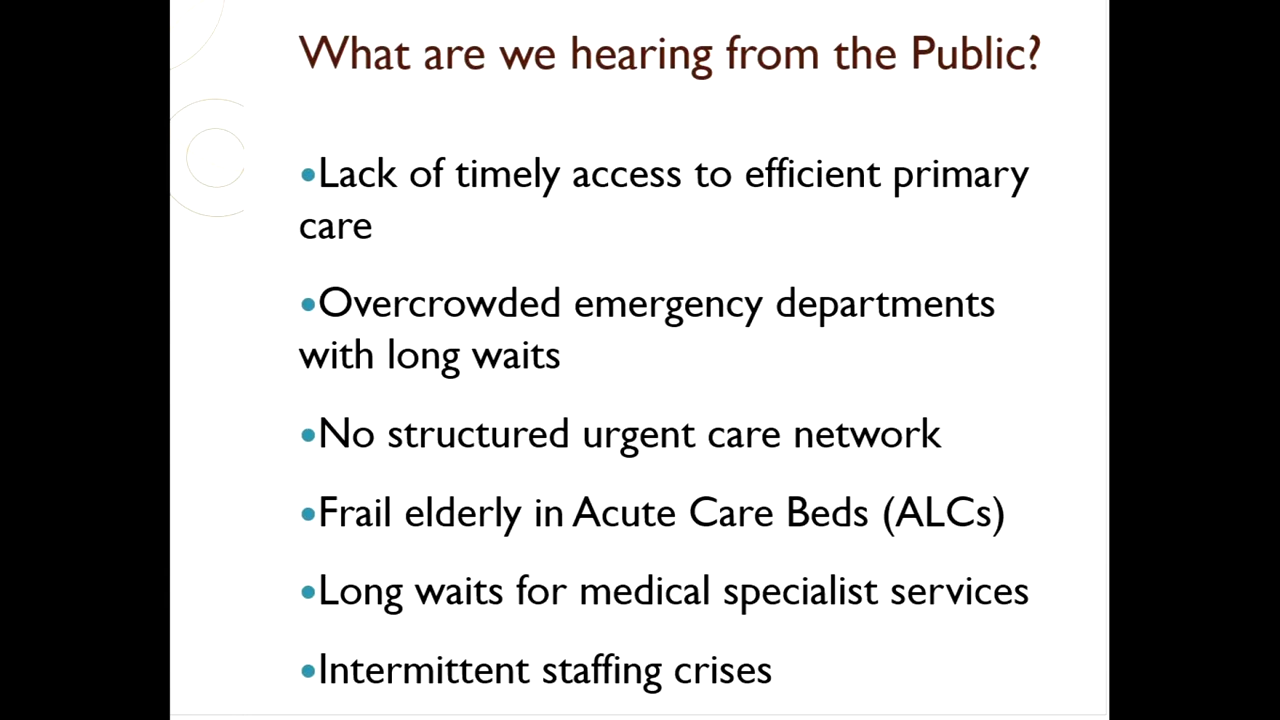 What are we hearing from the Public?
•Lack of timely access to efficient primary
care
•Overcrowded emergency departments
with long waits
•No structured urgent care network
•Frail elderly in Acute Care Beds (ALCs)
•Long waits for medical specialist services
•Intermittent staffing crises